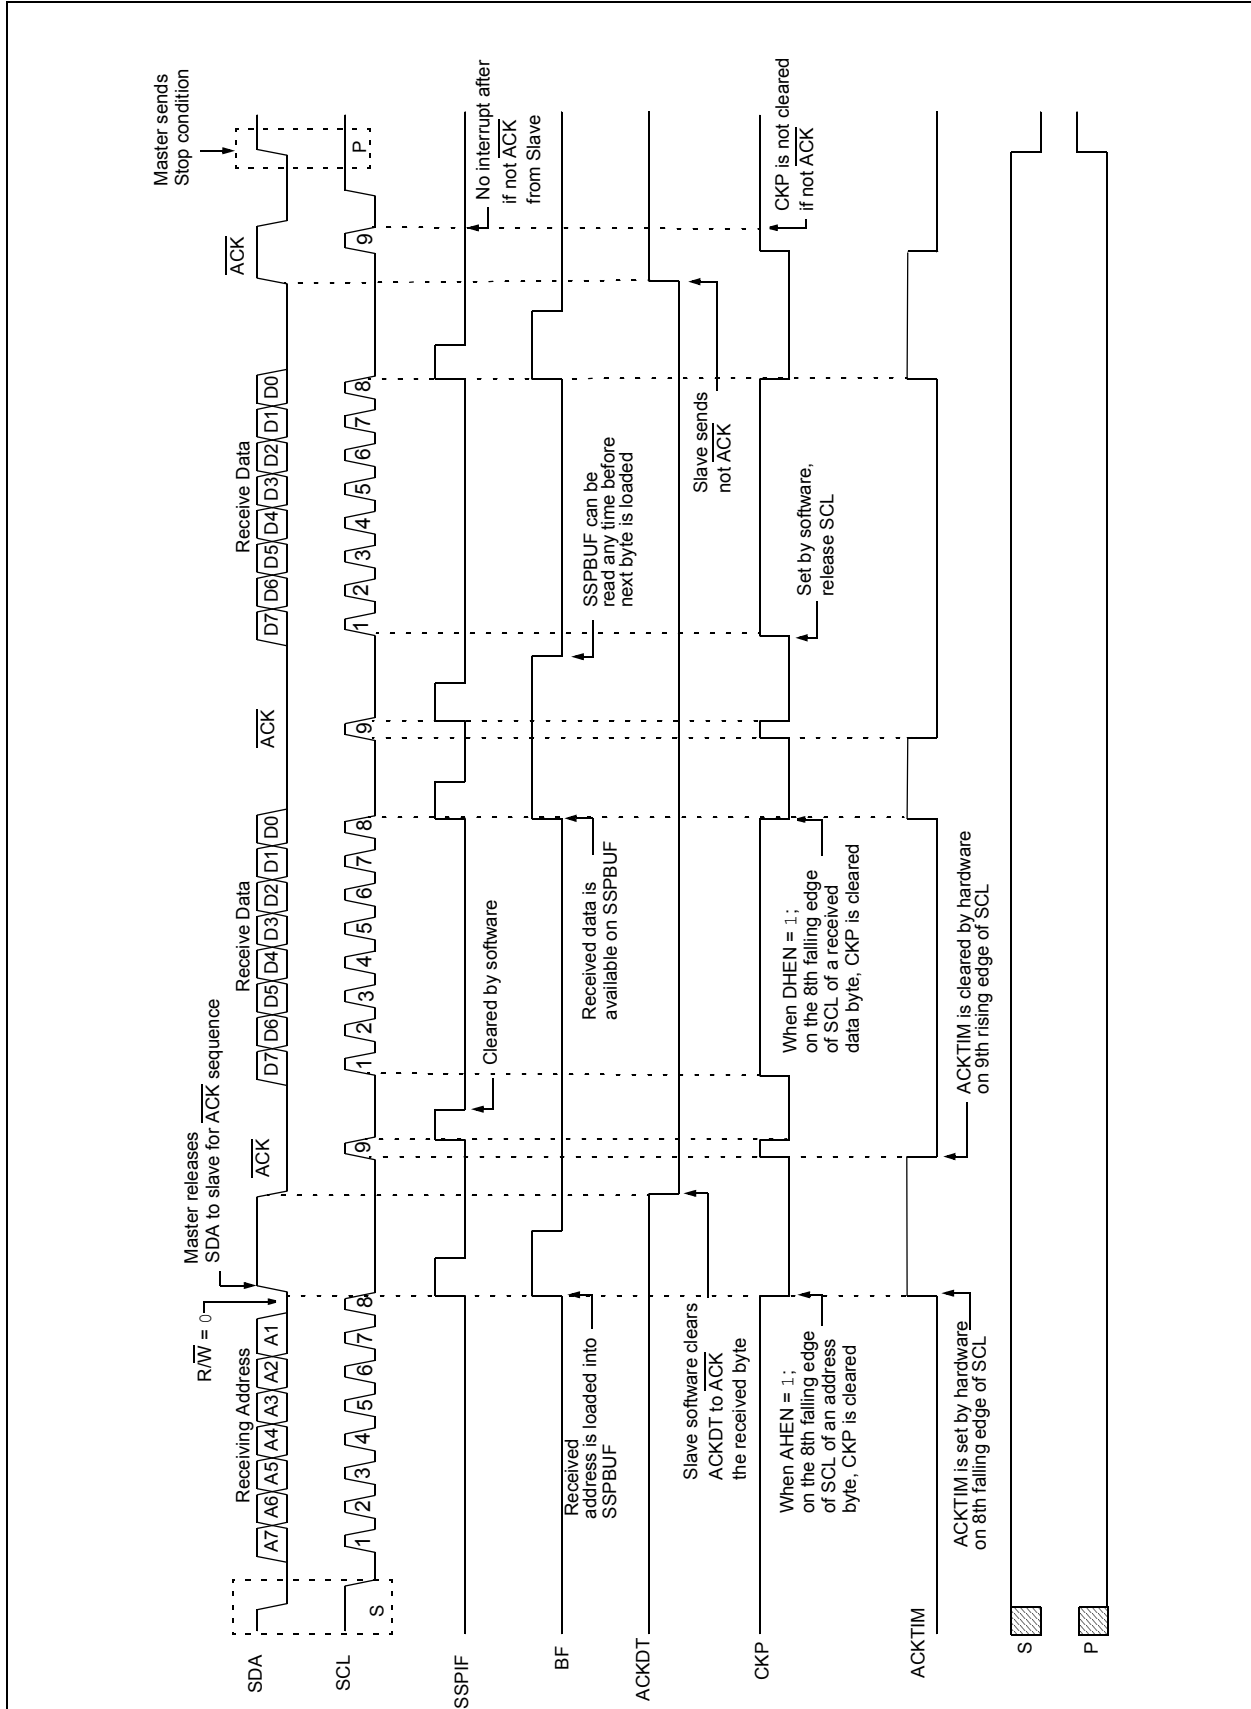 Master sends
Stop condition
Master releases
SDA to slave for ACK sequence
R/W = 0
Receiving Address
ACK
Receive Data
ACK
Receive Data
ACK
SDA
A7 A6 A5 A4 A3 A2 A1
D7 D6 D5 D4 D3 D2 D1 D0
D7 D6 D5 D4 D3 D2 D1 D0
SCL
S
1 2 3 4 5 6 7 8 9
1 2 3 4 5 6 7 8 9
1 2 3 4 5 6 7 8 9
P
SSPIF
Cleared by software
No interrupt after
if not ACK
from Slave
BF
Received
address is loaded into
SSPBUF
Received data is
available on SSPBUF
SSPBUF can be
read any time before
next byte is loaded
ACKDT
Slave software clears
ACKDT to ACK
the received byte
Slave sends
not ACK
CKP
When AHEN = 1;
on the 8th falling edge
of SCL of an address
byte, CKP is cleared
When DHEN = 1;
on the 8th falling edge
of SCL of a received
data byte, CKP is cleared
Set by software,
release SCL
CKP is not cleared
if not ACK
ACKTIM
ACKTIM is set by hardware
on 8th falling edge of SCL
ACKTIM is cleared by hardware
on 9th rising edge of SCL
S
P